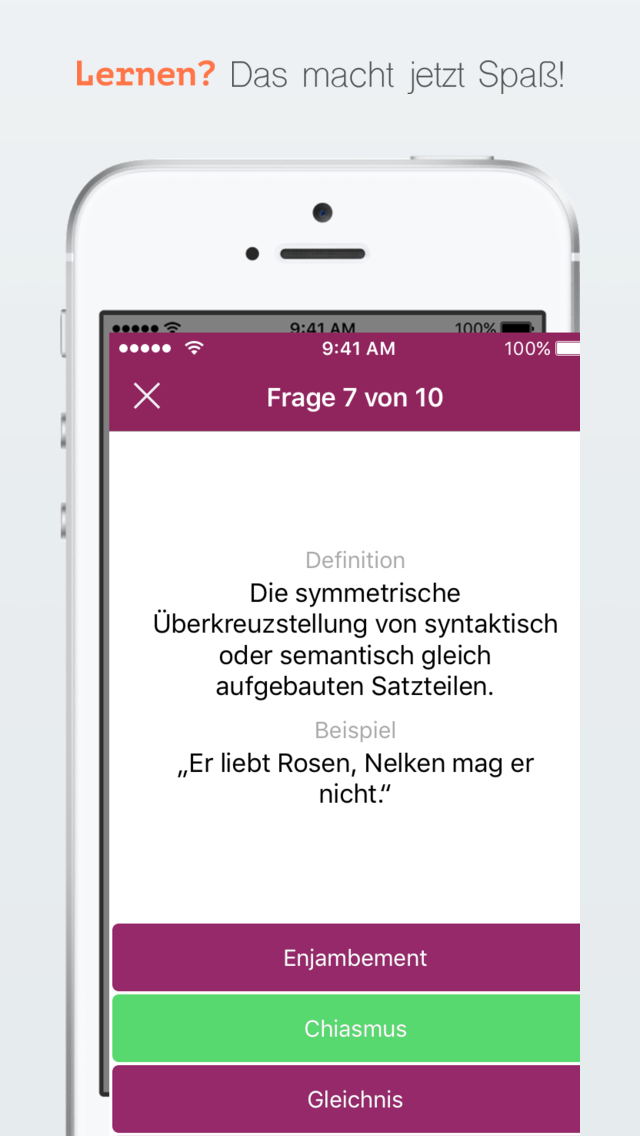 Lernen? Das macht jetzt Spaß!
9:41 AM 100%
9:41 AM 100%
Frage 7 von 10
Definition
Die symmetrische
Überkreuzstellung von syntaktisch
oder semantisch gleich
aufgebauten Satzteilen.
Beispiel
„Er liebt Rosen, Nelken mag er
nicht.“
Enjambement
Chiasmus
Gleichnis